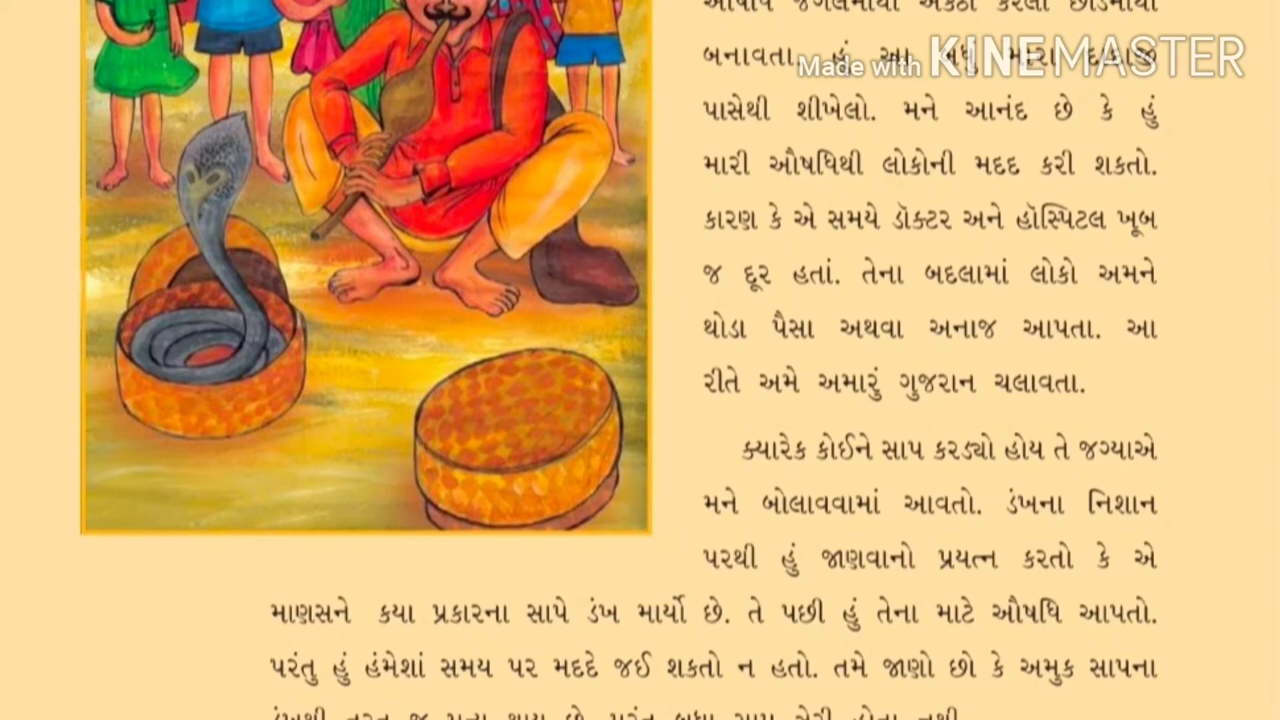 બનાવતા.
Made with KINEMASTER
પાસેથી શીખેલો. મને આનંદ છે કે હું
મારી ઔષધિથી લોકોની મદદ કરી શકતો.
કારણ કે એ સમયે ડૉક્ટર અને હૉસ્પિટલ ખૂબ
જ દૂર હતાં. તેના બદલામાં લોકો અમને
થોડા પૈસા અથવા અનાજ આપતા. આ
રીતે અમે અમારું ગુજરાન ચલાવતા.
ક્યારેક કોઈને સાપ કરડ્યો હોય તે જગ્યાએ
મને બોલાવવામાં આવતો. ડંખના નિશાન
પરથી હું જાણવાનો પ્રયત્ન કરતો કે એ
માણસને કયા પ્રકારના સાપે ડંખ માર્યો છે. તે પછી હું તેના માટે ઔષધિ આપતો.
પરંતુ હું હંમેશાં સમય પર મદદે જઈ શકતો ન હતો. તમે જાણો છો કે અમુક સાપના